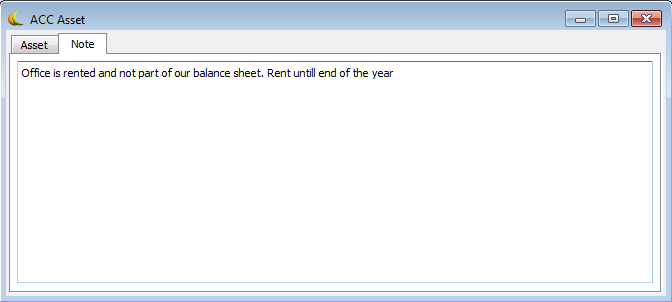 ACC Asset
Asset
Note
Office is rented and not part of our balance sheet. Rent untill end of the year